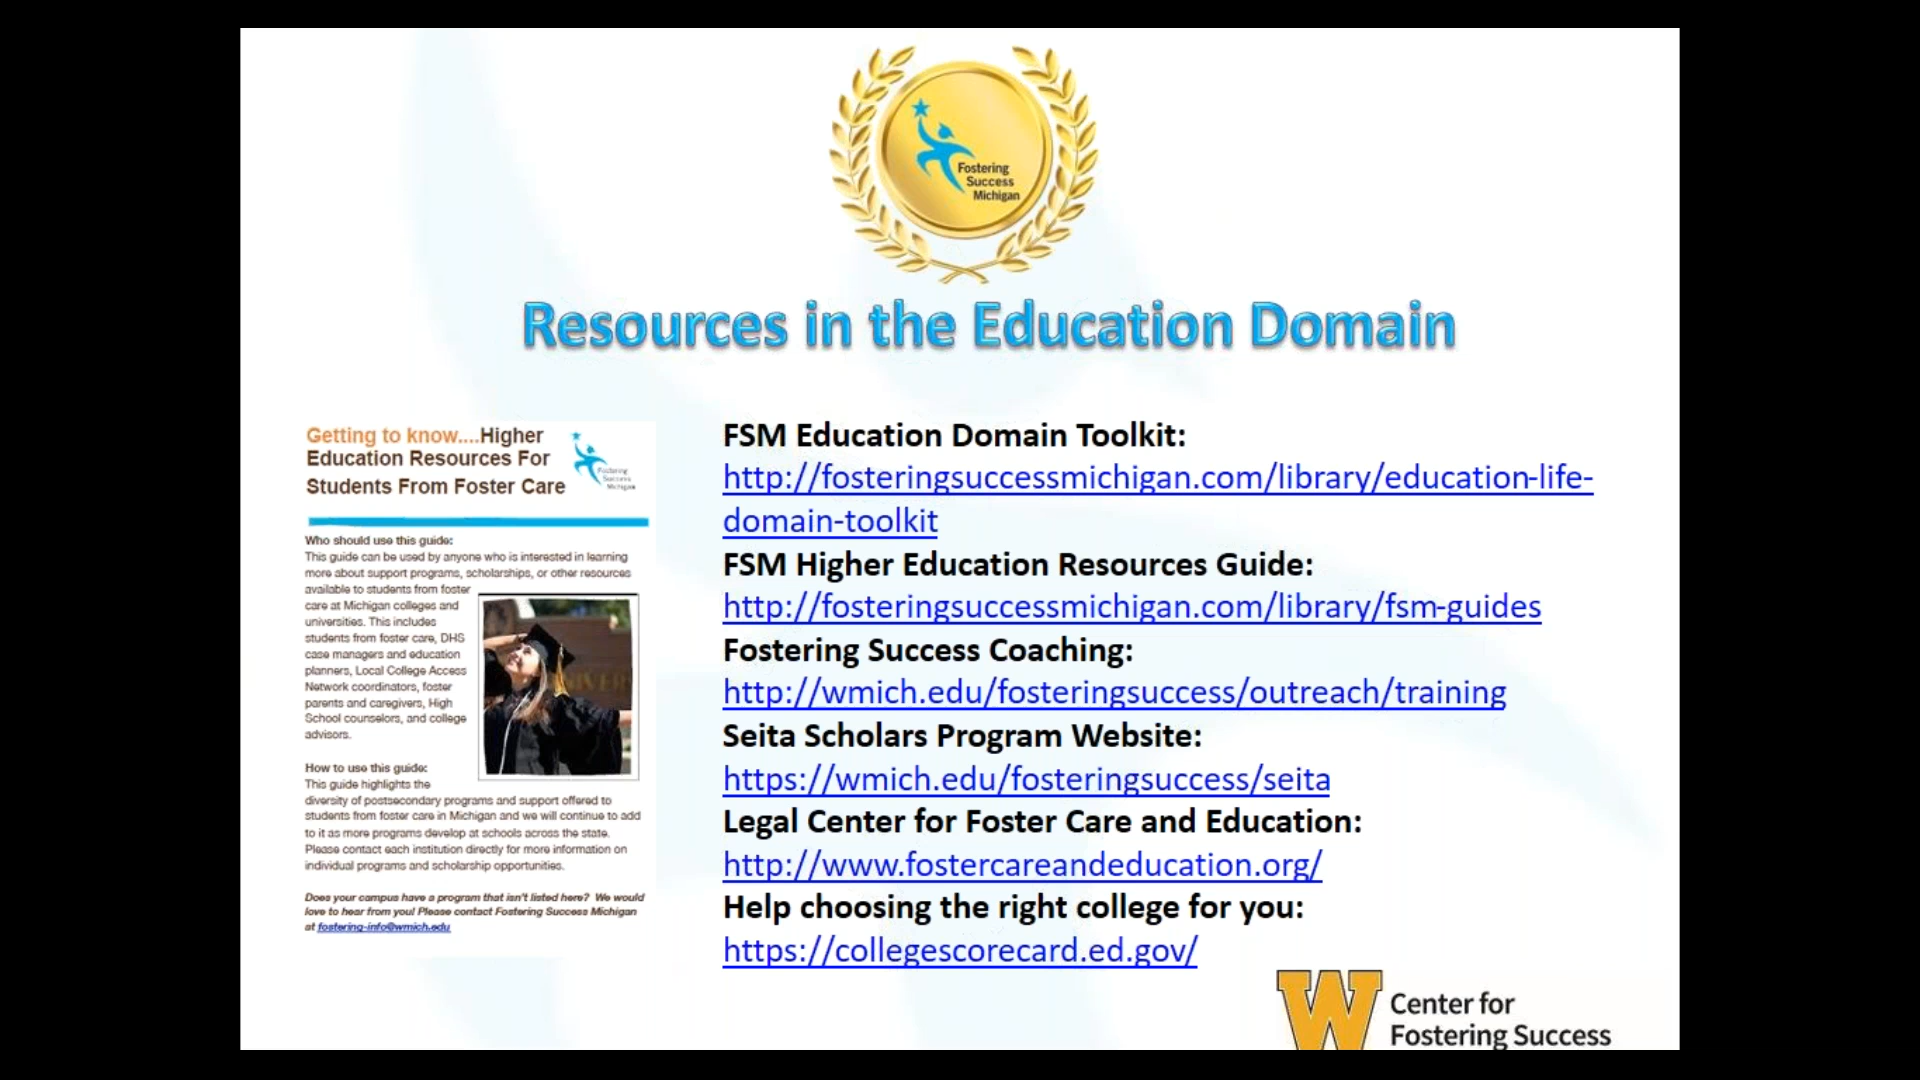 Fostering
Success
Michigan
Resources in the Education Domain
Getting to know....Higher
Education Resources For
Students From Foster Care
Fostering
Success
Michigan
Who should use this guide:
This guide can be used by anyone who is interested in learning
more about support programs, scholarships, or other resources
available to students from foster
care at Michigan colleges and
universities. This includes
students from foster care, DHS
case managers and education
planners, Local College Access
Network coordinators, foster
parents and caregivers, High
School counselors, and college
advisors.
How to use this guide:
This guide highlights the
diversity of postsecondary programs and support offered to
students from foster care in Michigan and we will continue to add
to it as more programs develop at schools across the state.
Please contact each institution directly for more information on
individual programs and scholarship opportunities.
Does your campus have a program that isn't listed here? We would
love to hear from you! Please contact Fostering Success Michigan
at fostering-info@wmich.edu
FSM Education Domain Toolkit:
http://fosteringsuccessmichigan.com/library/education-life-
domain-toolkit
FSM Higher Education Resources Guide:
http://fosteringsuccessmichigan.com/library/fsm-guides
Fostering Success Coaching:
http://wmich.edu/fosteringsuccess/outreach/training
Seita Scholars Program Website:
https://wmich.edu/fosteringsuccess/seita
Legal Center for Foster Care and Education:
http://www.fostercareandeducation.org/
Help choosing the right college for you:
https://collegescorecard.ed.gov/
W Center for
Fostering Success